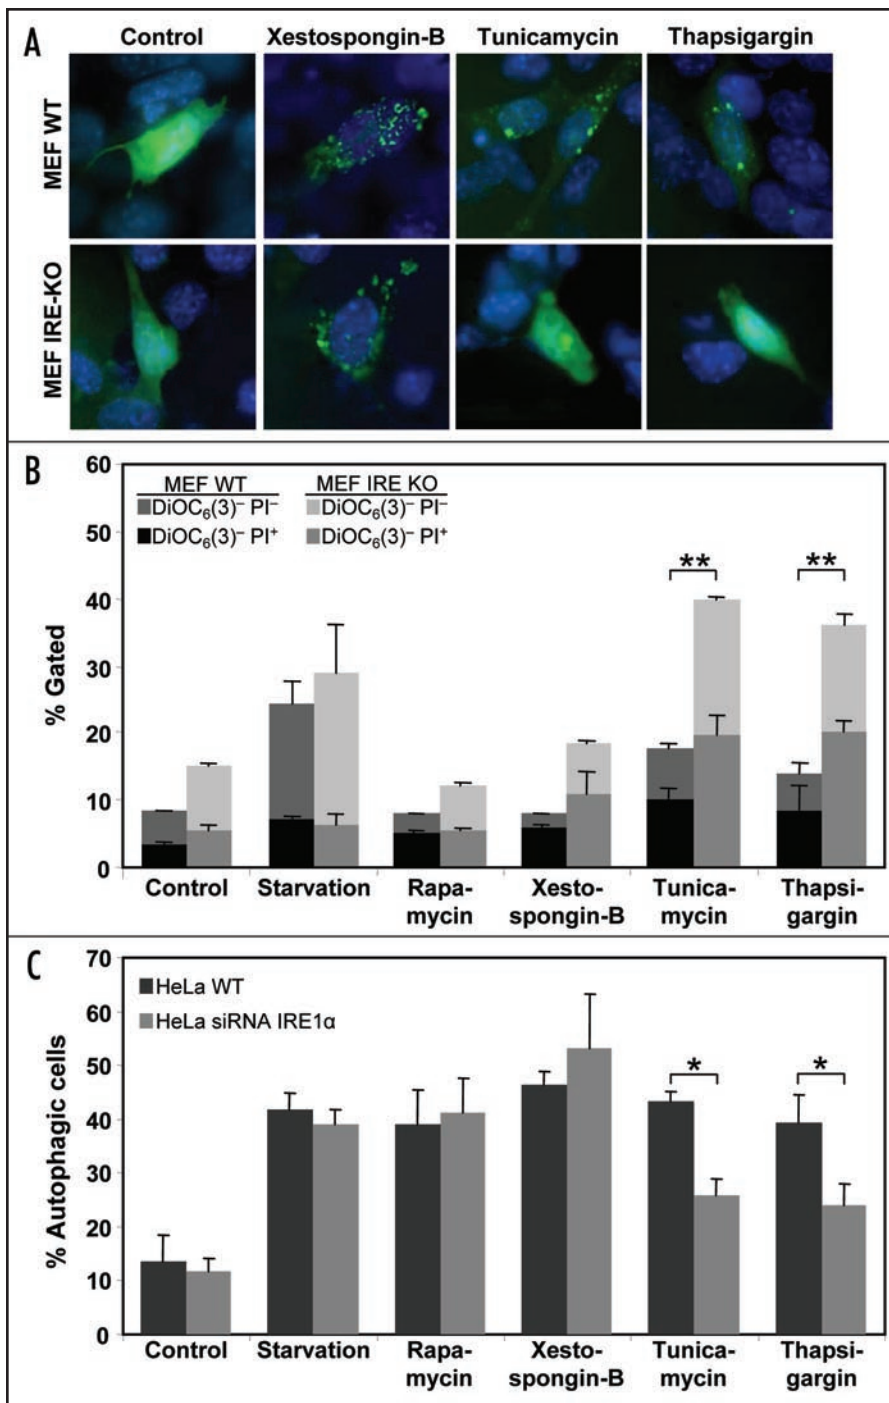 A
Control Xestospongin-B Tunicamycin Thapsigargin
MEF WT
MEF IRE-KO
B
% Gated
60
50
40
30
20
10
0
MEF WT MEF IRE KO
DiOC₆(3)⁻ PI⁻ DiOC₆(3)⁻ PI⁻
DiOC₆(3)⁻ PI⁺ DiOC₆(3)⁻ PI⁺
** **
Control Starvation Rapa- Xesto- Tunica- Thapsi-
mycin spongin-B mycin gargin
C
% Autophagic cells
70
60
50
40
30
20
10
0
HeLa WT
HeLa siRNA IRE1α
* *
Control Starvation Rapa- Xesto- Tunica- Thapsi-
mycin spongin-B mycin gargin